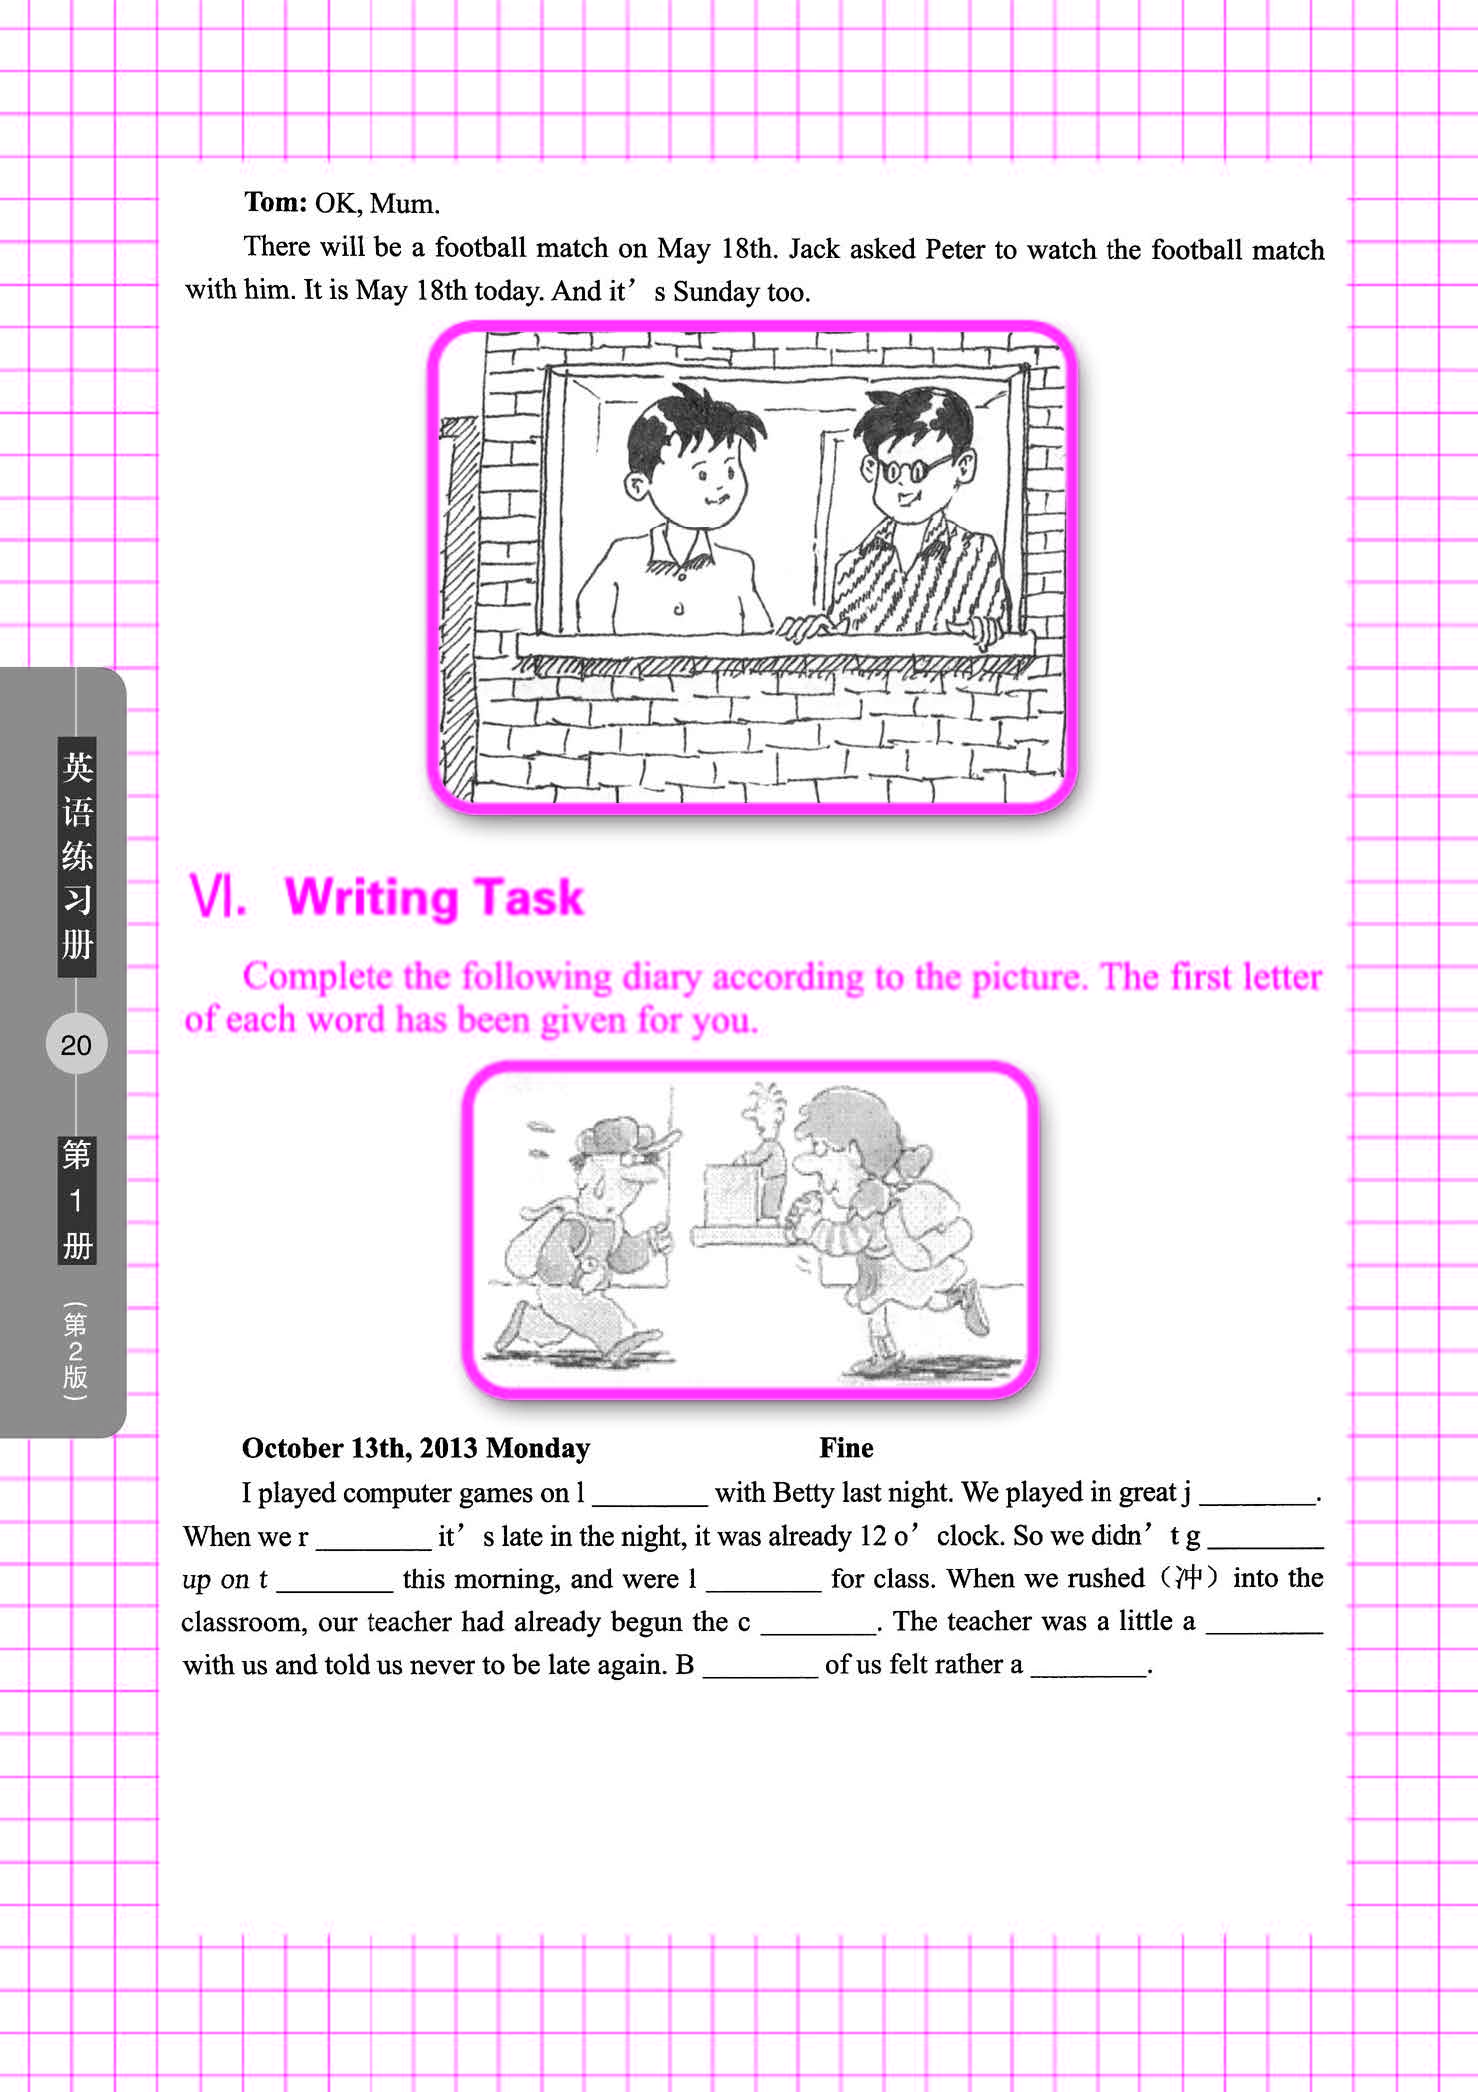 Tom: OK, Mum.
There will be a football match on May 18th. Jack asked Peter to watch the football match
with him. It is May 18th today. And it’s Sunday too.
Ⅵ. Writing Task
Complete the following diary according to the picture. The first letter
of each word has been given for you.
October 13th, 2013 Monday Fine
I played computer games on l ________ with Betty last night. We played in great j ________.
When we r ________ it’s late in the night, it was already 12 o’clock. So we didn’t g ________
up on t ________ this morning, and were l ________ for class. When we rushed（冲）into the
classroom, our teacher had already begun the c ________. The teacher was a little a ________
with us and told us never to be late again. B ________ of us felt rather a ________.
英语练习册
20
第1册
（第2版）